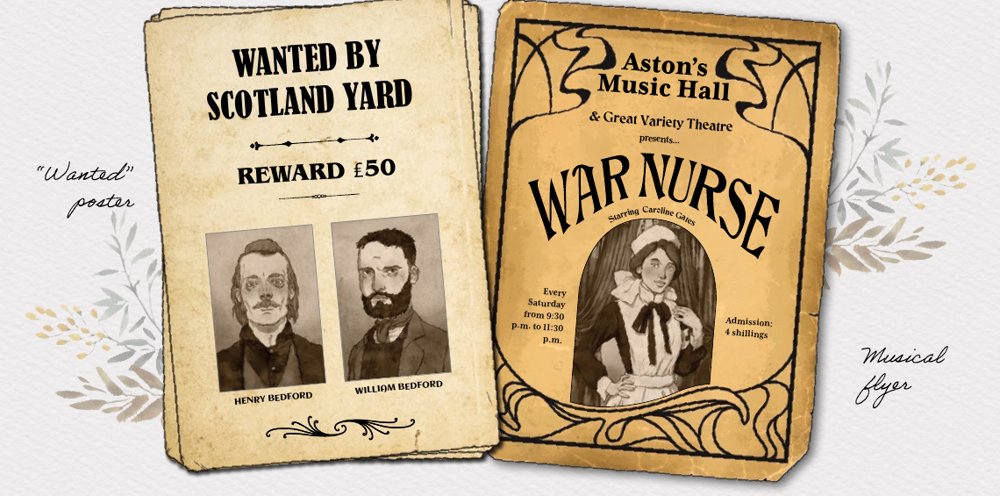 "Wanted"
poster
WANTED BY
SCOTLAND YARD
REWARD £50
HENRY BEDFORD
WILLIAM BEDFORD
Aston's
Music Hall
& Great Variety Theatre
presents...
WAR NURSE
Starring Caroline Gates
Every
Saturday
from 9:30
p.m. to 11:30
p.m.
Admission:
4 shillings
Musical
flyer